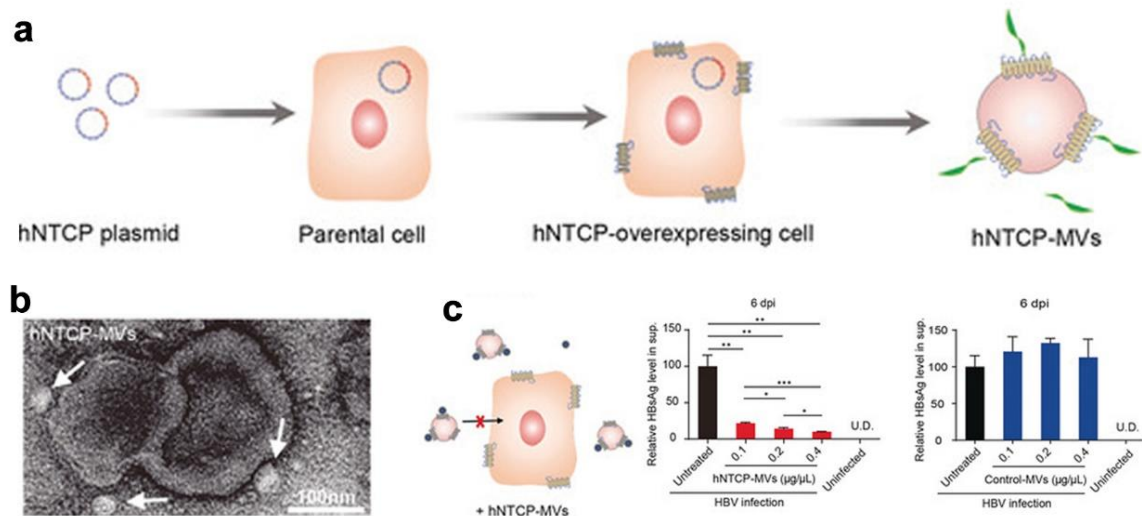 a
hNTCP plasmid
Parental cell
hNTCP-overexpressing cell
hNTCP-MVs
b
hNTCP-MVs
100nm
c
+ hNTCP-MVs
6 dpi
Relative HBsAg level in sup.
150
100
50
0
**
**
**
***
*
*
U.D.
Untreated
0.1
0.2
0.4
Uninfected
hNTCP-MVs (μg/μL)
HBV infection
6 dpi
Relative HBsAg level in sup.
150
100
50
0
U.D.
Untreated
0.1
0.2
0.4
Uninfected
Control-MVs (μg/μL)
HBV infection